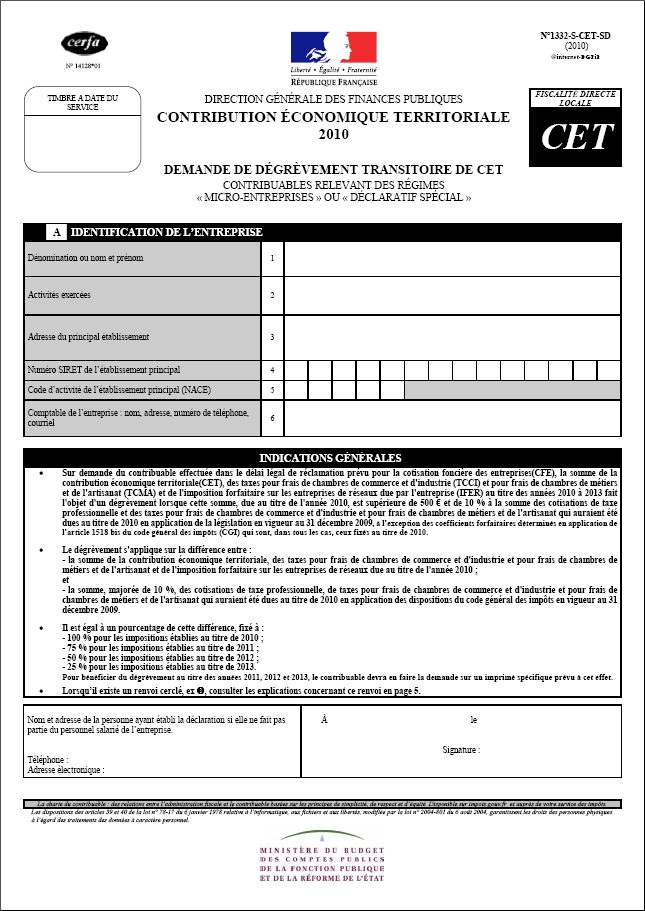 cerfa
N° 14128*01
Liberté • Égalité • Fraternité
RÉPUBLIQUE FRANÇAISE
N°1332-S-CET-SD
(2010)
@internet-DGFiP
TIMBRE A DATE DU
SERVICE
DIRECTION GÉNÉRALE DES FINANCES PUBLIQUES
CONTRIBUTION ÉCONOMIQUE TERRITORIALE
2010
FISCALITÉ DIRECTE
LOCALE
CET
DEMANDE DE DÉGRÈVEMENT TRANSITOIRE DE CET
CONTRIBUABLES RELEVANT DES RÉGIMES
« MICRO-ENTREPRISES » OU « DÉCLARATIF SPÉCIAL »
A IDENTIFICATION DE L'ENTREPRISE
Dénomination ou nom et prénom 1
Activités exercées 2
Adresse du principal établissement 3
Numéro SIRET de l'établissement principal 4
Code d'activité de l'établissement principal (NACE) 5
Comptable de l'entreprise : nom, adresse, numéro de téléphone,
courriel 6
INDICATIONS GÉNÉRALES
• Sur demande du contribuable effectuée dans le délai légal de réclamation prévu pour la cotisation foncière des entreprises(CFE), la somme de la
contribution économique territoriale(CET), des taxes pour frais de chambres de commerce et d'industrie (TCCI) et pour frais de chambres de métiers
et de l'artisanat (TCMA) et de l'imposition forfaitaire sur les entreprises de réseaux due par l'entreprise (IFER) au titre des années 2010 à 2013 fait
l'objet d'un dégrèvement lorsque cette somme, due au titre de l'année 2010, est supérieure de 500 € et de 10 % à la somme des cotisations de taxe
professionnelle et des taxes pour frais de chambres de commerce et d'industrie et pour frais de chambres de métiers et de l'artisanat qui auraient été
dues au titre de 2010 en application de la législation en vigueur au 31 décembre 2009, à l'exception des coefficients forfaitaires déterminés en application de
l'article 1518 bis du code général des impôts (CGI) qui sont, dans tous les cas, ceux fixés au titre de 2010.
• Le dégrèvement s'applique sur la différence entre :
- la somme de la contribution économique territoriale, des taxes pour frais de chambres de commerce et d'industrie et pour frais de chambres de
métiers et de l'artisanat et de l'imposition forfaitaire sur les entreprises de réseaux due au titre de l'année 2010 ;
et
- la somme, majorée de 10 %, des cotisations de taxe professionnelle, de taxes pour frais de chambres de commerce et d'industrie et pour frais de
chambres de métiers et de l'artisanat qui auraient été dues au titre de 2010 en application des dispositions du code général des impôts en vigueur au 31
décembre 2009.
• Il est égal à un pourcentage de cette différence, fixé à :
- 100 % pour les impositions établies au titre de 2010 ;
- 75 % pour les impositions établies au titre de 2011 ;
- 50 % pour les impositions établies au titre de 2012 ;
- 25 % pour les impositions établies au titre de 2013.
Pour bénéficier du dégrèvement au titre des années 2011, 2012 et 2013, le contribuable devra en faire la demande sur un imprimé spécifique prévu à cet effet.
• Lorsqu'il existe un renvoi cerclé, ex ❶, consulter les explications concernant ce renvoi en page 5.
Nom et adresse de la personne ayant établi la déclaration si elle ne fait pas
partie du personnel salarié de l'entreprise.
Téléphone :
Adresse électronique :
À le
Signature :
La charte du contribuable : des relations entre l'administration fiscale et le contribuable basées sur les principes de simplicité, de respect et d'équité. Disponible sur impots.gouv.fr et auprès de votre service des impôts.
Les dispositions des articles 39 et 40 de la loi n° 78-17 du 6 janvier 1978 relative à l'informatique, aux fichiers et aux libertés, modifiée par la loi n° 2004-801 du 6 août 2004, garantissent les droits des personnes physiques
à l'égard des traitements des données à caractère personnel.
MINISTÈRE DU BUDGET
DES COMPTES PUBLICS
DE LA FONCTION PUBLIQUE
ET DE LA RÉFORME DE L'ÉTAT